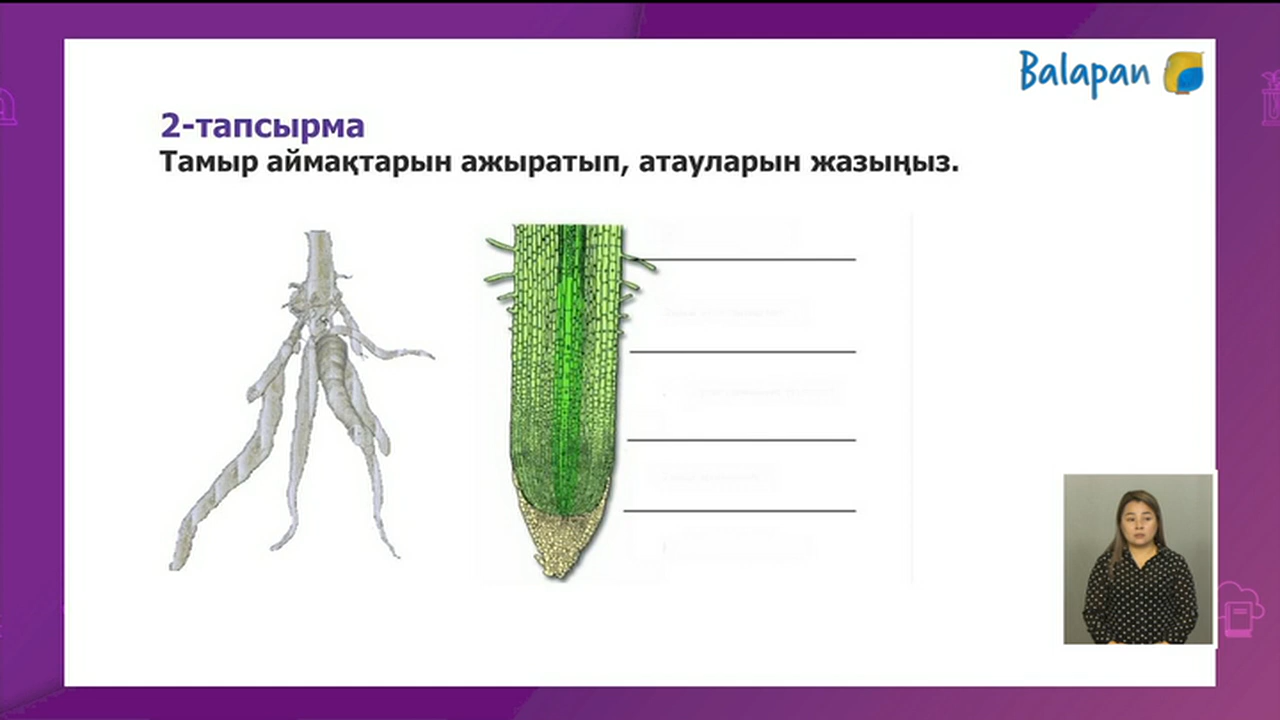 Balapan
2-тапсырма
Тамыр аймақтарын ажыратып, атауларын жазыңыз.